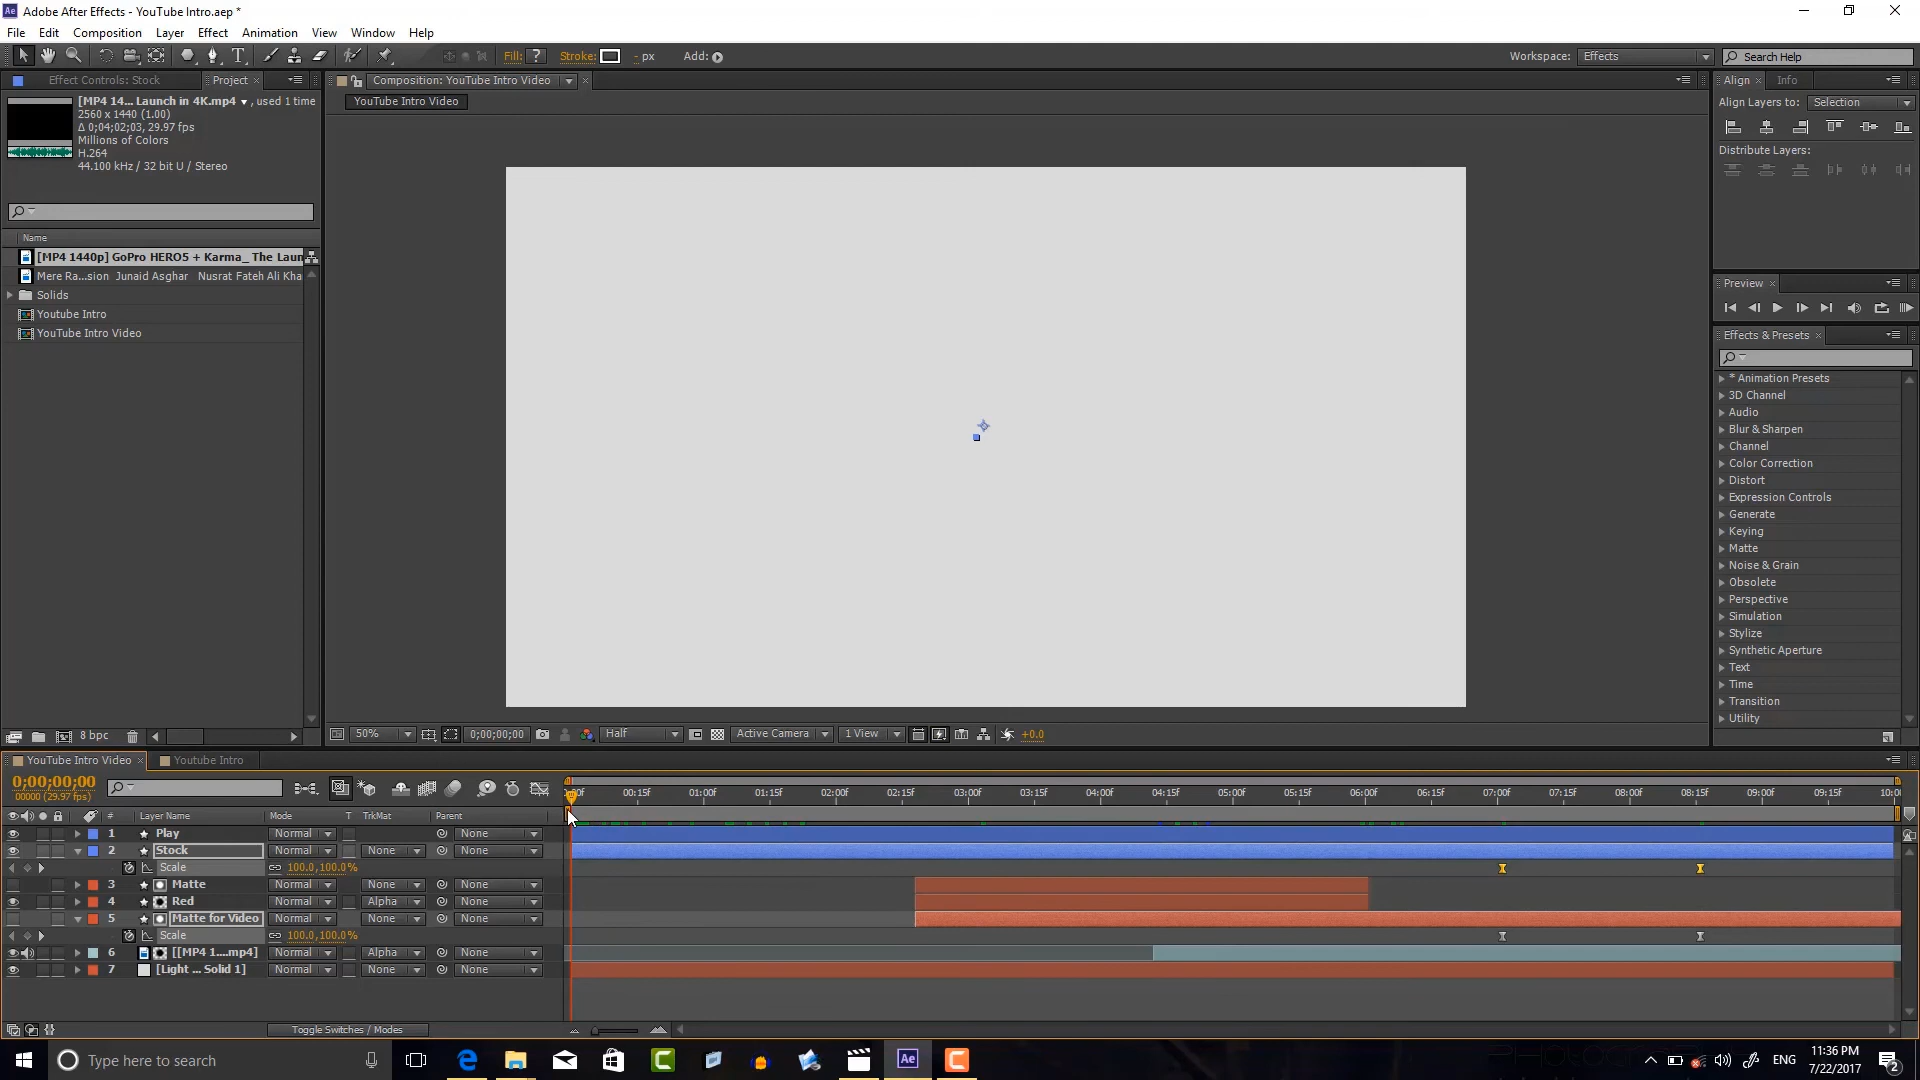 Ae Adobe After Effects - YouTube Intro.aep *
File Edit Composition Layer Effect Animation View Window Help
Fill: ? Stroke: - px Add: Workspace: Effects Search Help
Effect Controls: Stock Project Composition: YouTube Intro Video Align Info
[MP4 14... Launch in 4K.mp4 , used 1 time
2560 x 1440 (1.00)
Δ 0;04;02;03, 29.97 fps
Millions of Colors
H.264
44.100 kHz / 32 bit U / Stereo
YouTube Intro Video
Align Layers to: Selection
Distribute Layers:
Name
[MP4 1440p] GoPro HERO5 + Karma_ The Laun
Mere Ra...sion Junaid Asghar Nusrat Fateh Ali Kha
Solids
Youtube Intro
YouTube Intro Video
Preview
Effects & Presets
* Animation Presets
3D Channel
Audio
Blur & Sharpen
Channel
Color Correction
Distort
Expression Controls
Generate
Keying
Matte
Noise & Grain
Obsolete
Perspective
Simulation
Stylize
Synthetic Aperture
Text
Time
Transition
Utility
8 bpc
50% 0;00;00;00 Half Active Camera 1 View +0.0
YouTube Intro Video Youtube Intro
0;00;00;00
00000 (29.97 fps)
00f 00:15f 01:00f 01:15f 02:00f 02:15f 03:00f 03:15f 04:00f 04:15f 05:00f 05:15f 06:00f 06:15f 07:00f 07:15f 08:00f 08:15f 09:00f 09:15f 10:0
# Layer Name Mode T TrkMat Parent
1 Play Normal None
2 Stock Normal None None
Scale 100.0,100.0%
3 Matte Normal None None
4 Red Normal Alpha None
5 Matte for Video Normal None None
Scale 100.0,100.0%
6 [[MP4 1....mp4] Normal Alpha None
7 [Light ... Solid 1] Normal None None
Toggle Switches / Modes
Type here to search
Ae
ENG
11:36 PM
7/22/2017
2